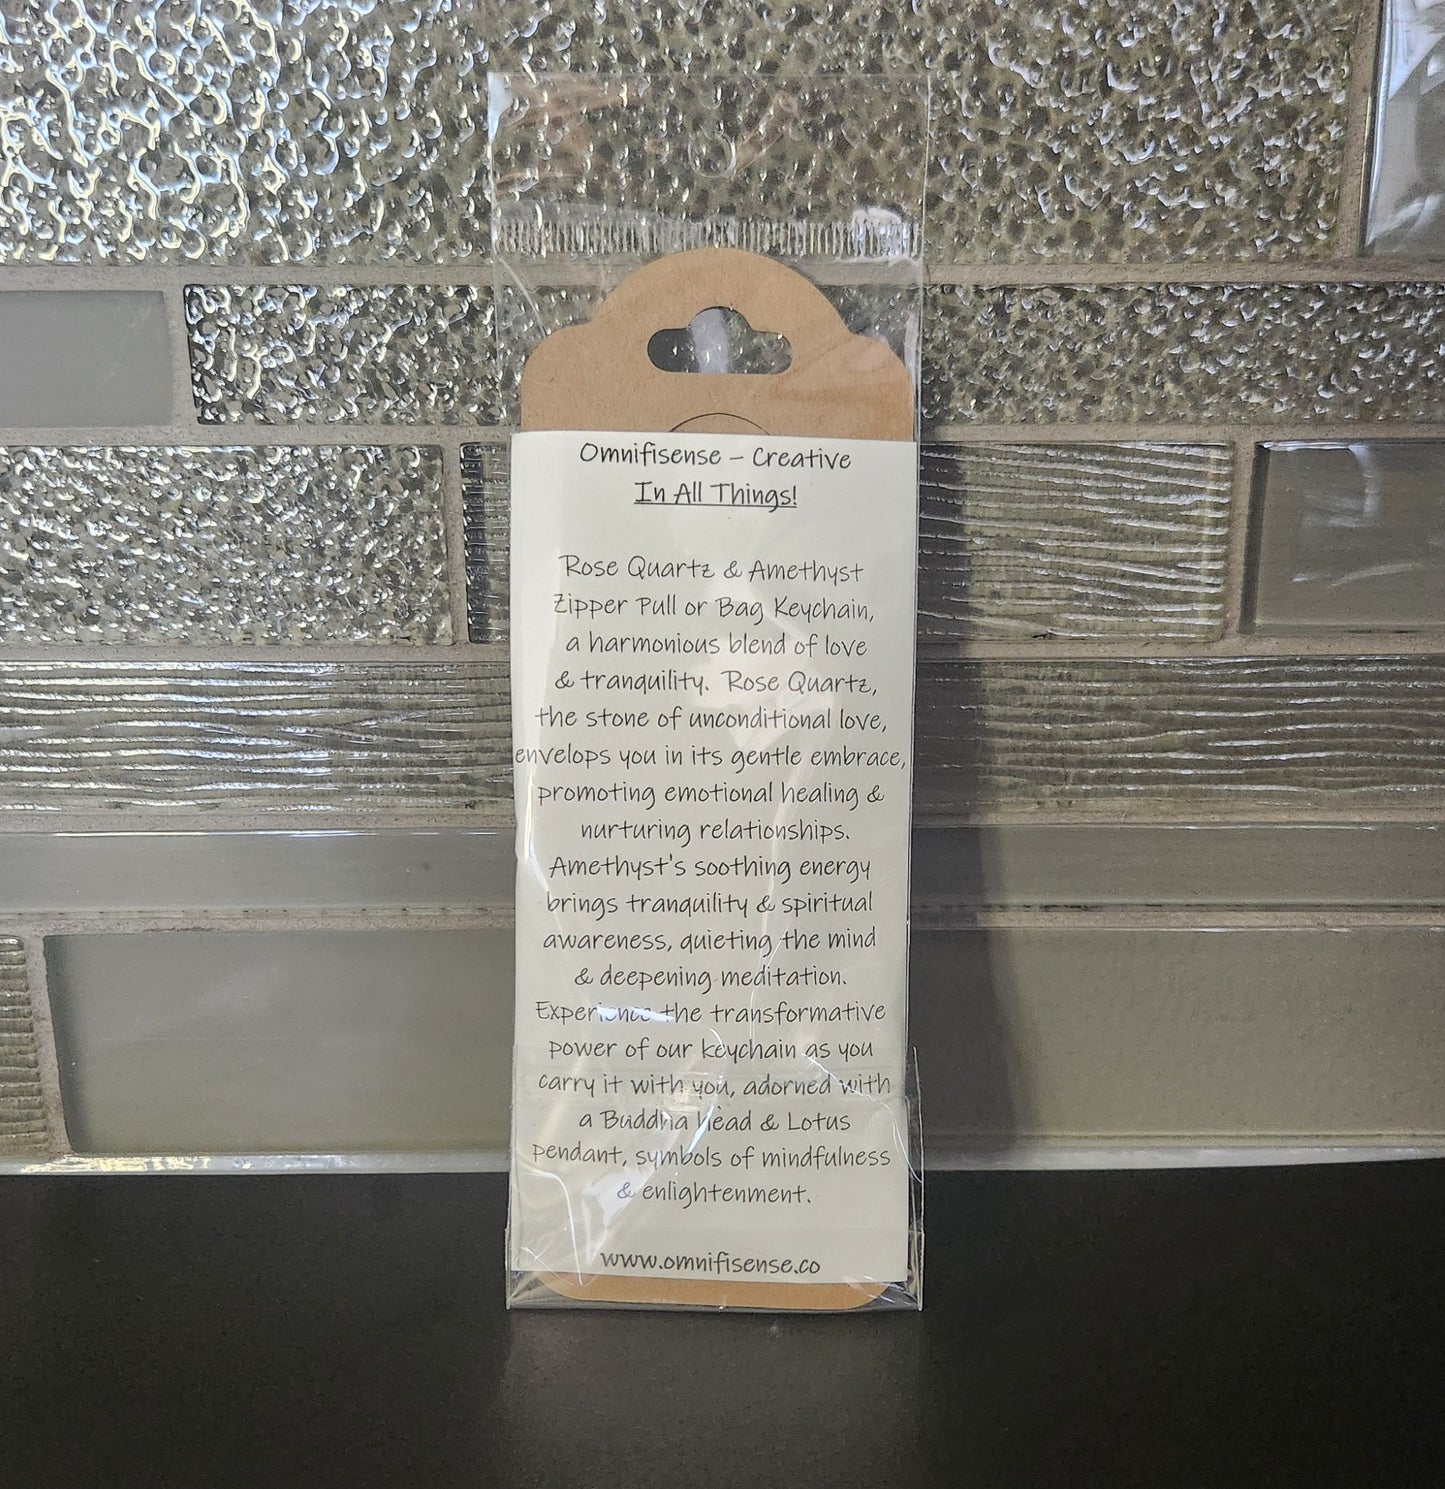 Omnifisense – Creative
In All Things!
Rose Quartz & Amethyst
Zipper Pull or Bag Keychain,
a harmonious blend of love
& tranquility. Rose Quartz,
the stone of unconditional love,
envelops you in its gentle embrace,
promoting emotional healing &
nurturing relationships.
Amethyst's soothing energy
brings tranquility & spiritual
awareness, quieting the mind
& deepening meditation.
Experience the transformative
power of our keychain as you
carry it with you, adorned with
a Buddha head & Lotus
pendant, symbols of mindfulness
& enlightenment.
www.omnifisense.co